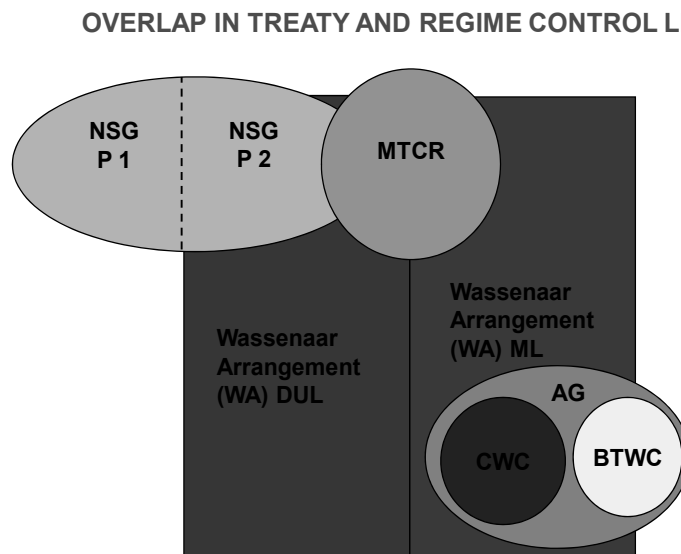 OVERLAP IN TREATY AND REGIME CONTROL L
NSG
P 1
NSG
P 2
MTCR
Wassenaar
Arrangement
(WA) DUL
Wassenaar
Arrangement
(WA) ML
AG
CWC
BTWC